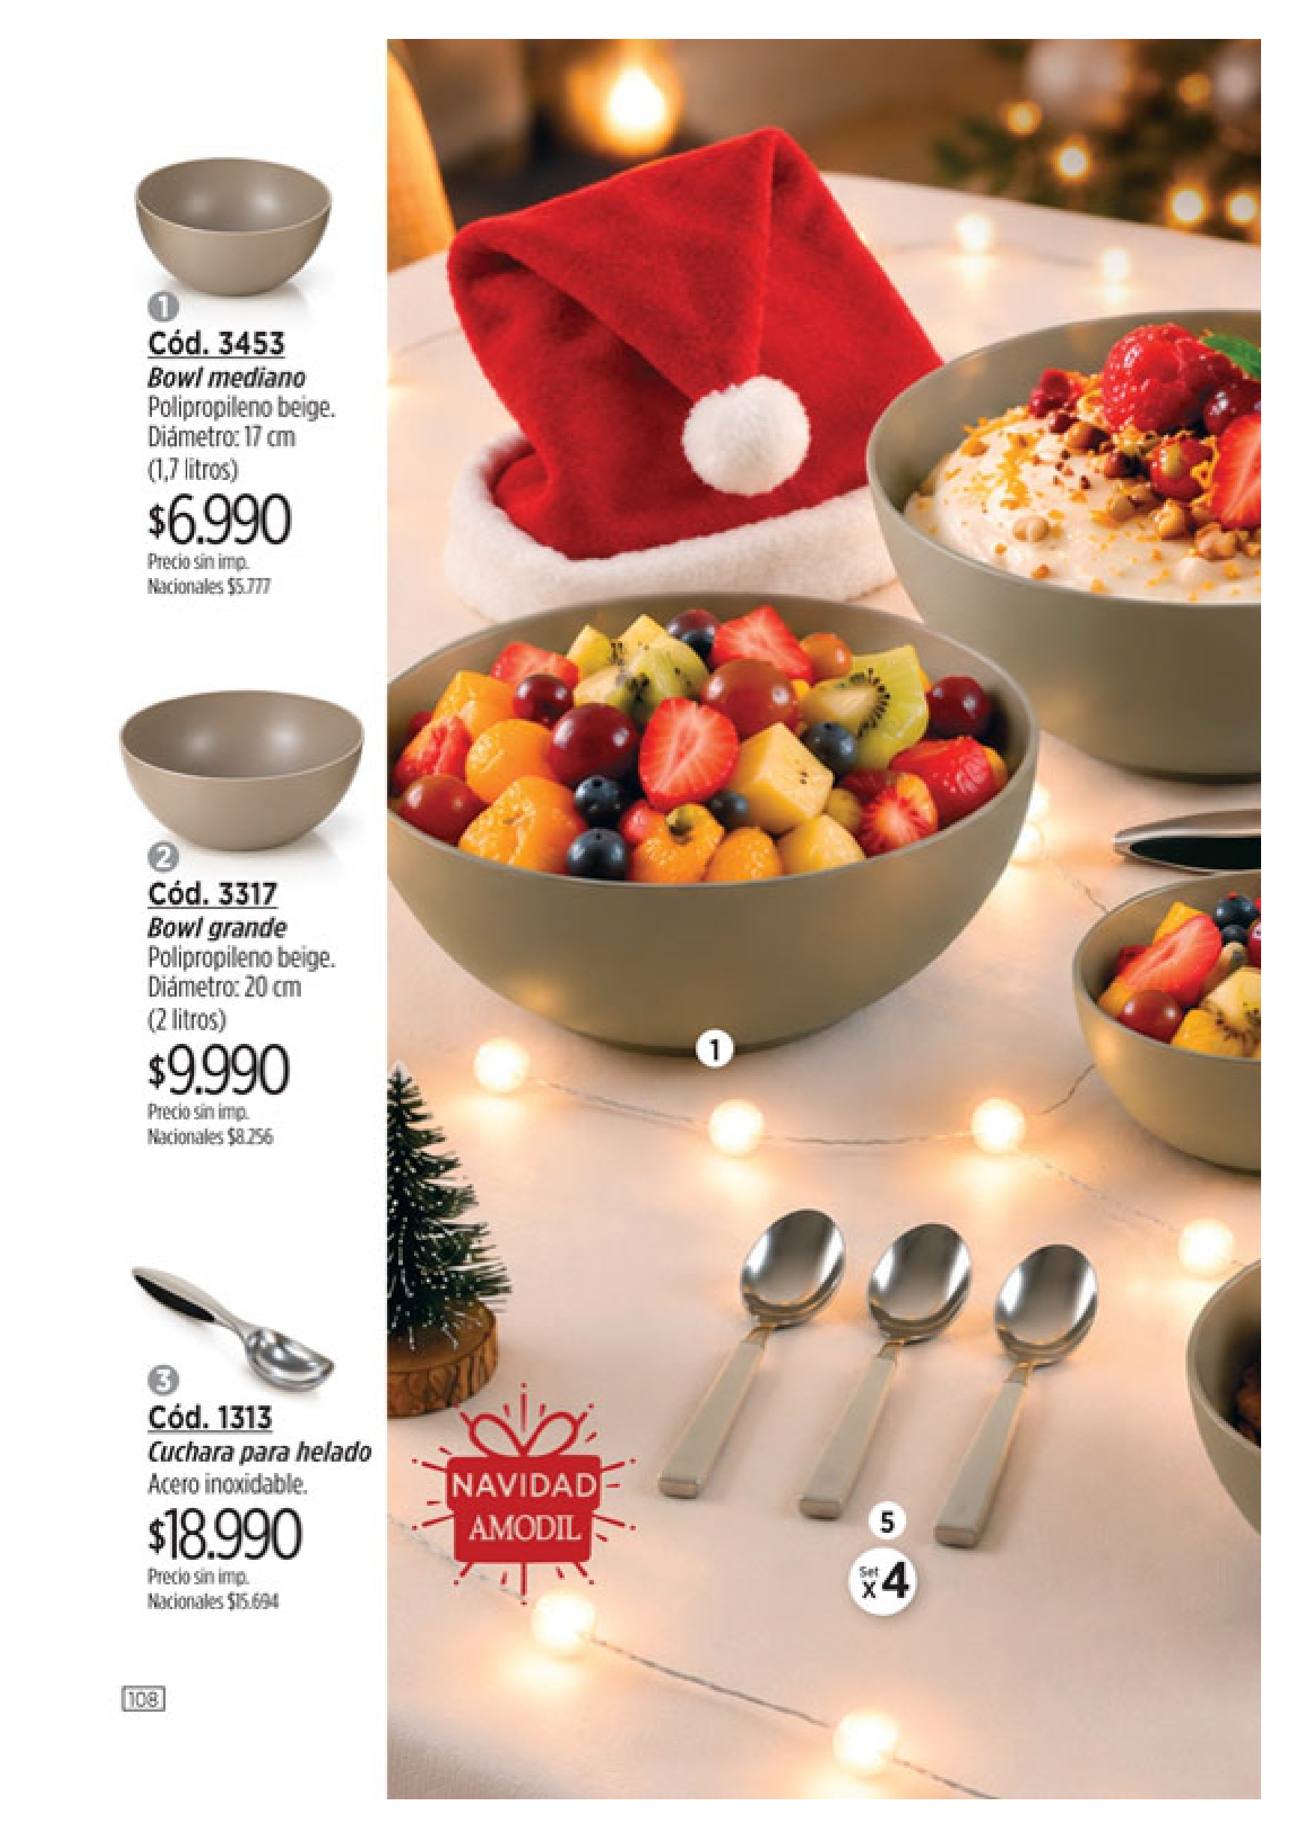 1
Cód. 3453
Bowl mediano
Polipropileno beige.
Diámetro: 17 cm
(1,7 litros)
$6.990
Precio sin imp.
Nacionales $5.777
2
Cód. 3317
Bowl grande
Polipropileno beige.
Diámetro: 20 cm
(2 litros)
$9.990
Precio sin imp.
Nacionales $8.256
3
Cód. 1313
Cuchara para helado
Acero inoxidable.
$18.990
Precio sin imp.
Nacionales $15.694
108
1
NAVIDAD
AMODIL
5
Set
x 4